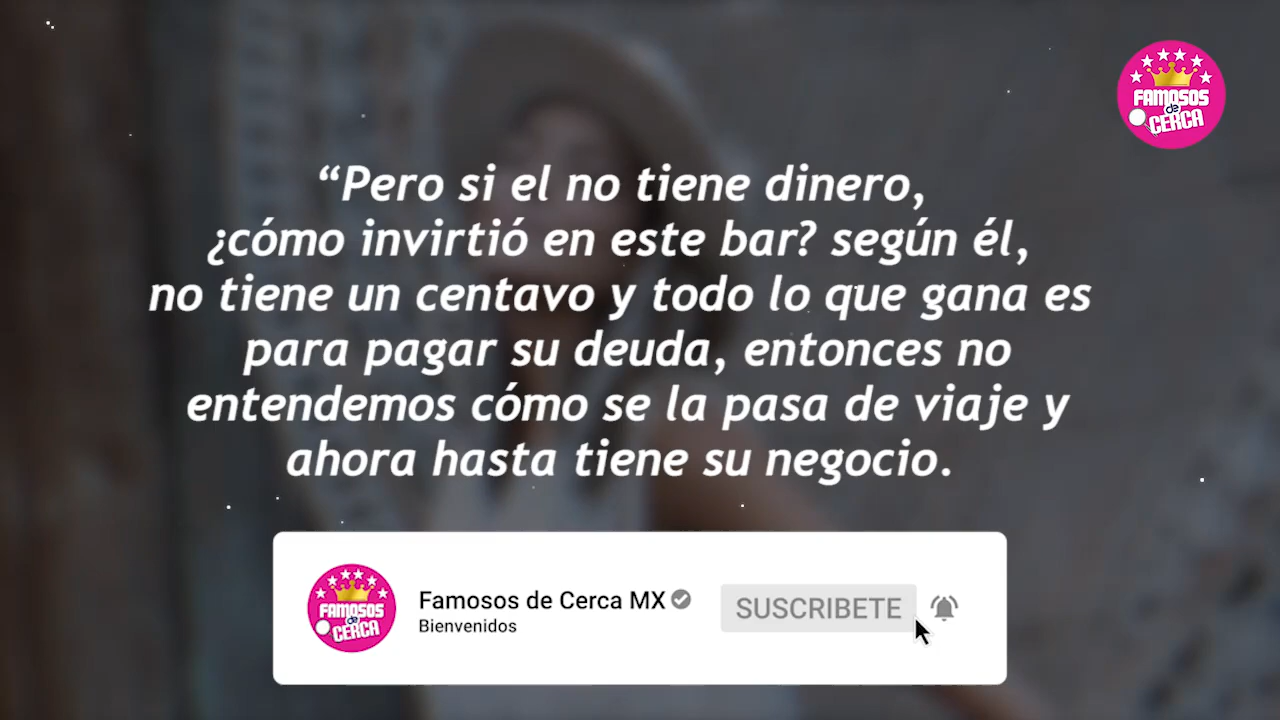 FAMOSOS
de
CERCA
“Pero si el no tiene dinero,
¿cómo invirtió en este bar? según él,
no tiene un centavo y todo lo que gana es
para pagar su deuda, entonces no
entendemos cómo se la pasa de viaje y
ahora hasta tiene su negocio.
FAMOSOS
de
CERCA
Famosos de Cerca MX
Bienvenidos
SUSCRIBETE